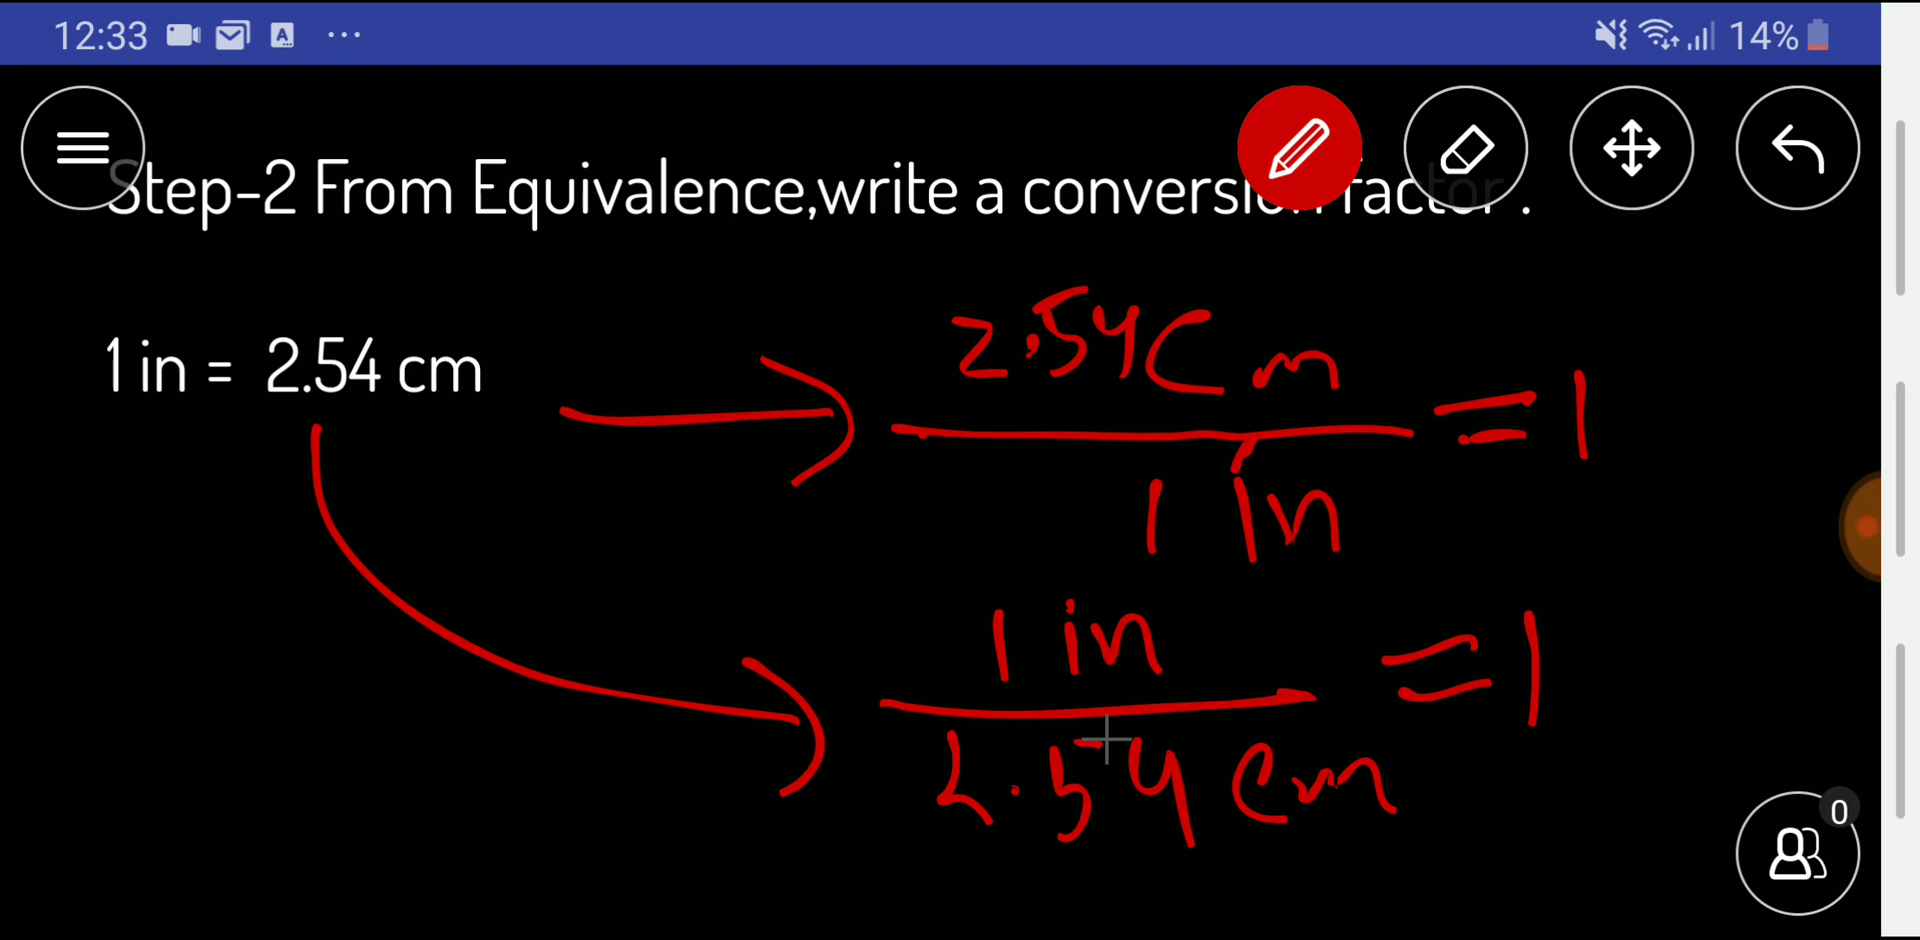 12:33 A ... 14%
Step-2 From Equivalence,write a conversion factor .
1 in = 2.54 cm
2.54 Cm
= 1
1 in
1 in
= 1
2.54 cm
0